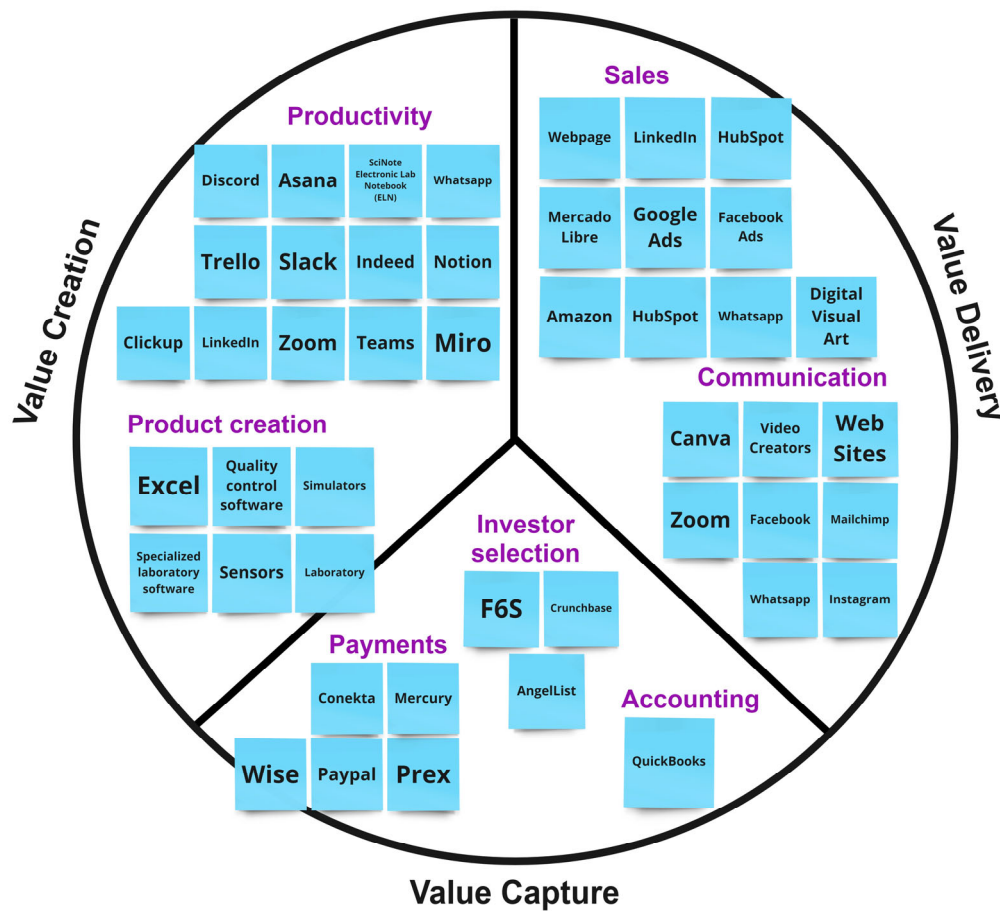 Value Creation
Productivity
Discord
Asana
SciNote
Electronic Lab
Notebook
(ELN)
Whatsapp
Trello
Slack
Indeed
Notion
Clickup
LinkedIn
Zoom
Teams
Miro
Product creation
Excel
Quality
control
software
Simulators
Specialized
laboratory
software
Sensors
Laboratory
Value Delivery
Sales
Webpage
LinkedIn
HubSpot
Mercado
Libre
Google
Ads
Facebook
Ads
Amazon
HubSpot
Whatsapp
Digital
Visual
Art
Communication
Canva
Video
Creators
Web
Sites
Zoom
Facebook
Mailchimp
Whatsapp
Instagram
Investor
selection
F6S
Crunchbase
AngelList
Payments
Conekta
Mercury
Wise
Paypal
Prex
Accounting
QuickBooks
Value Capture